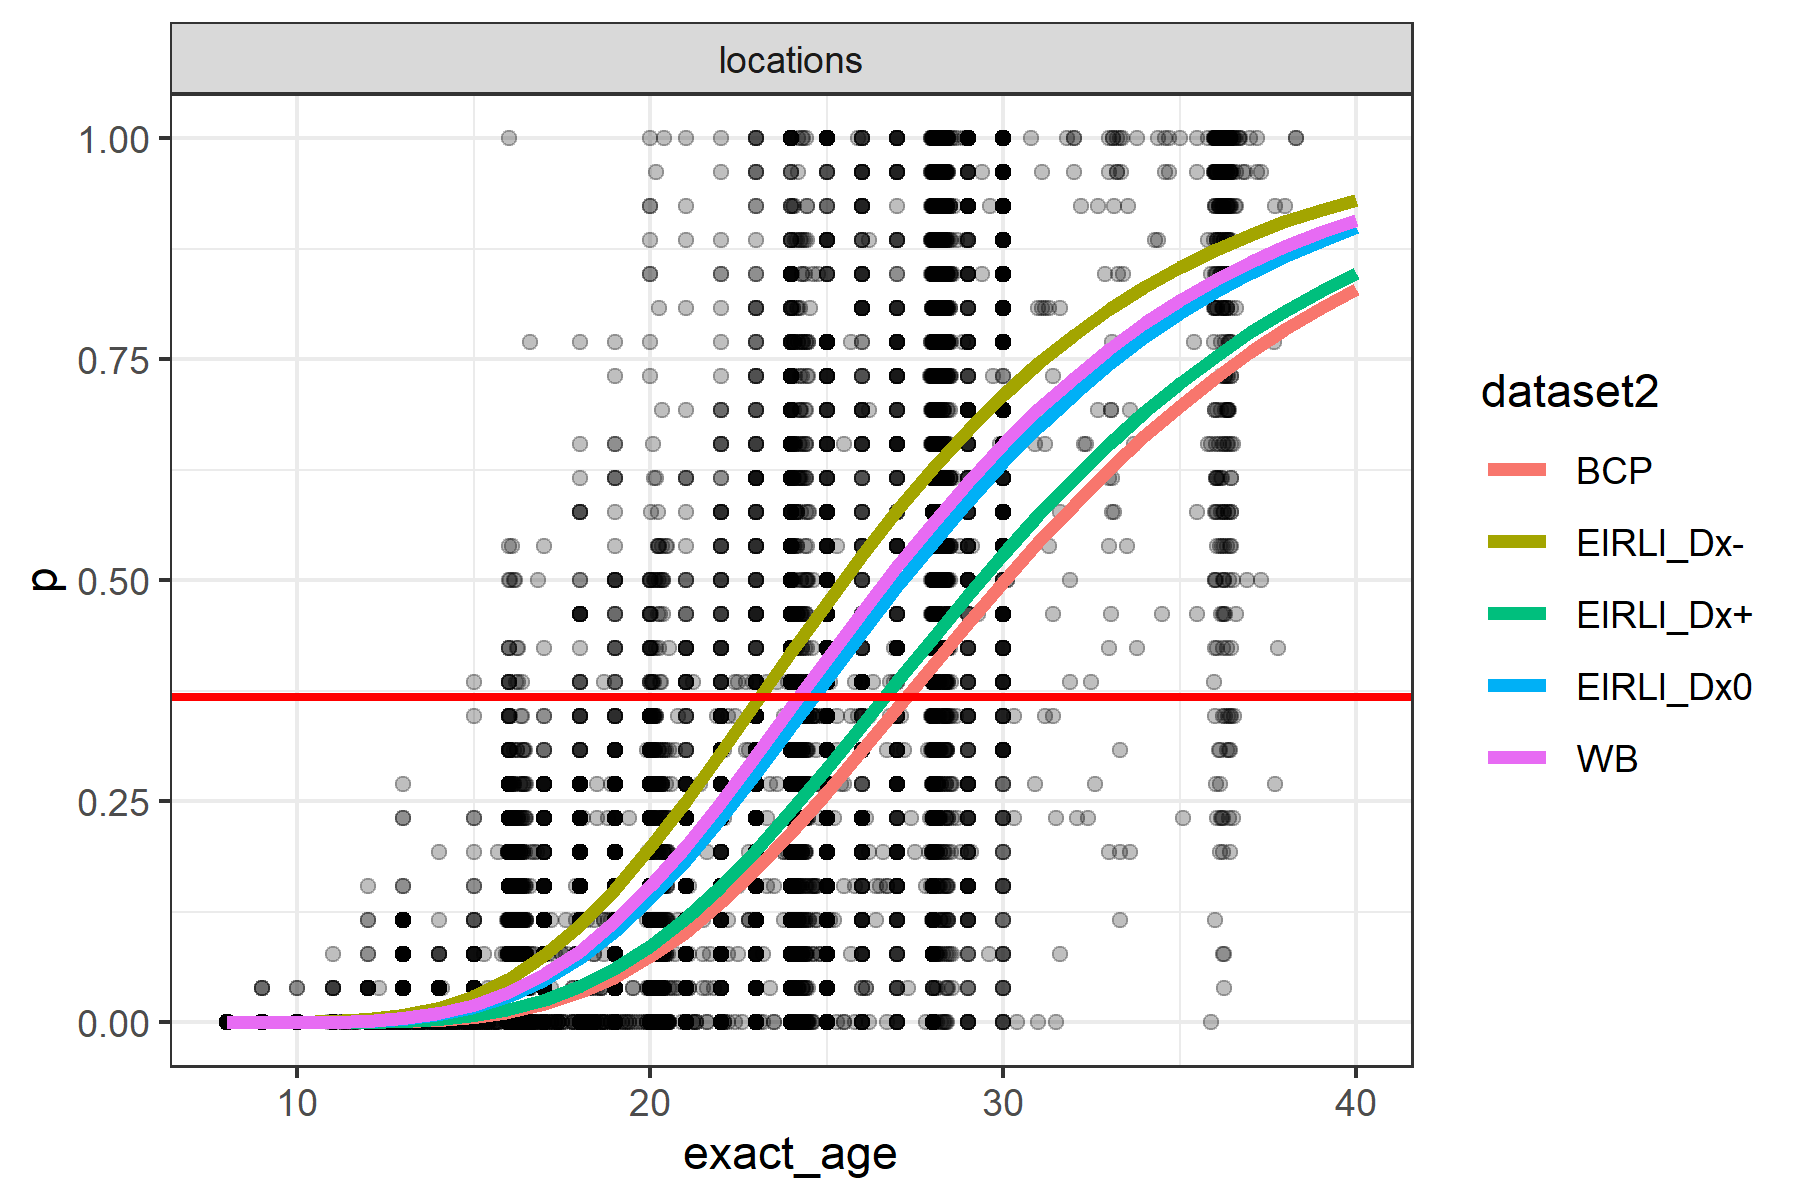 locations
1.00
0.75
0.50
0.25
0.00
p
10
20
30
40
exact_age
dataset2
BCP
EIRLI_Dx-
EIRLI_Dx+
EIRLI_Dx0
WB